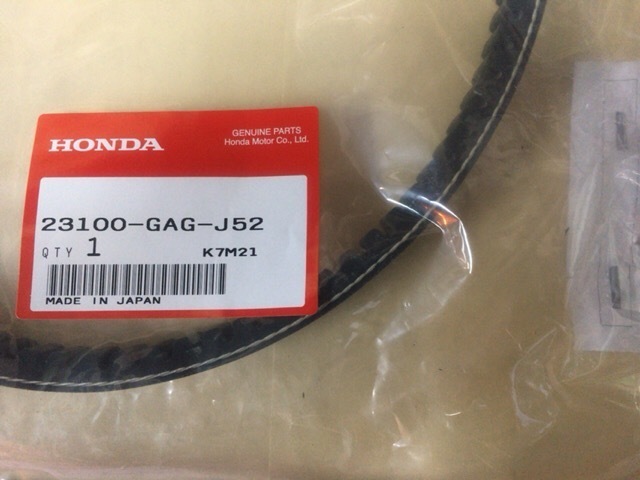 HONDA
GENUINE PARTS
Honda Motor Co., Ltd.
23100-GAG-J52
QTY 1 K7M21
MADE IN JAPAN